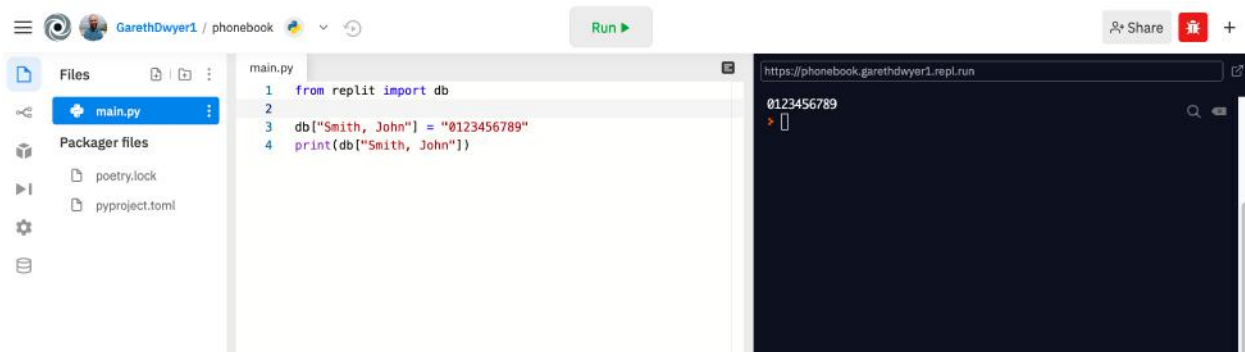 GarethDwyer1 / phonebook
Run
Share
Files
main.py
Packager files
poetry.lock
pyproject.toml
main.py
1 from replit import db
2
3 db["Smith, John"] = "0123456789"
4 print(db["Smith, John"])
https://phonebook.garethdwyer1.repl.run
0123456789
>